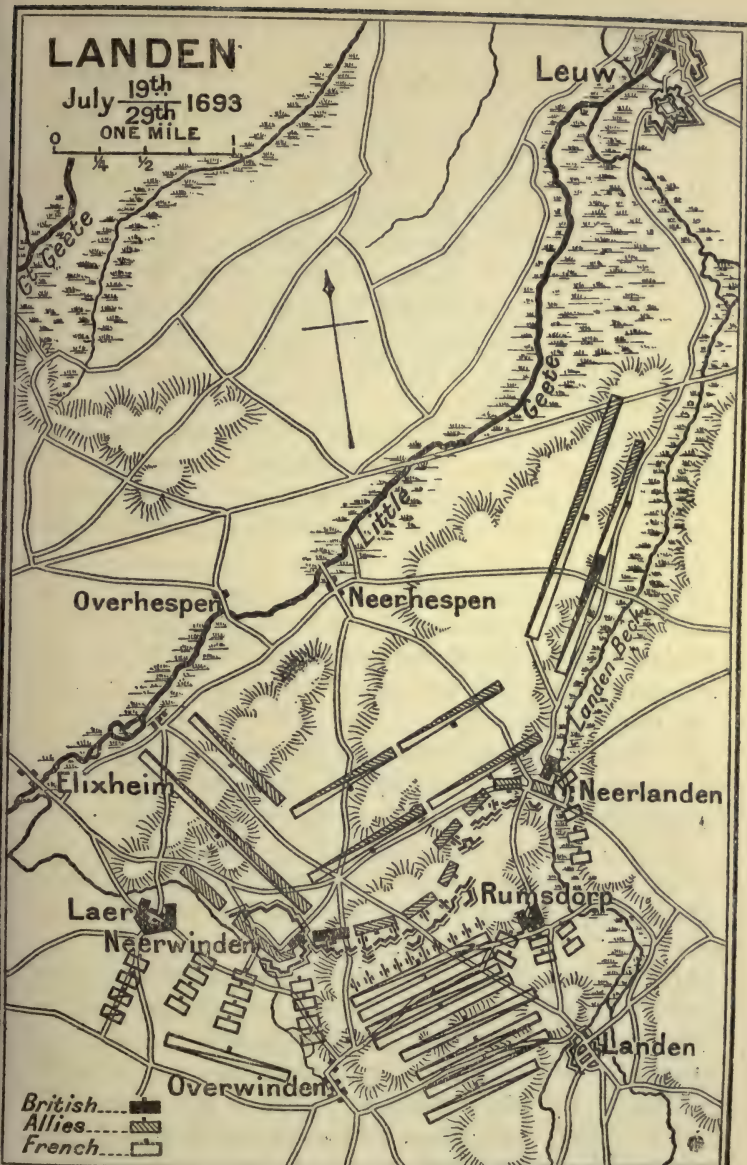 LANDEN
July 19th/29th 1693
ONE MILE
0 ¼ ½ 1
Leuw
Gt. Geete
Little Geete
Overhespen
Neerhespen
Landen Beck
Elixheim
Neerlanden
Laer
Rumsdorp
Neerwinden
Landen
Overwinden
British
Allies
French